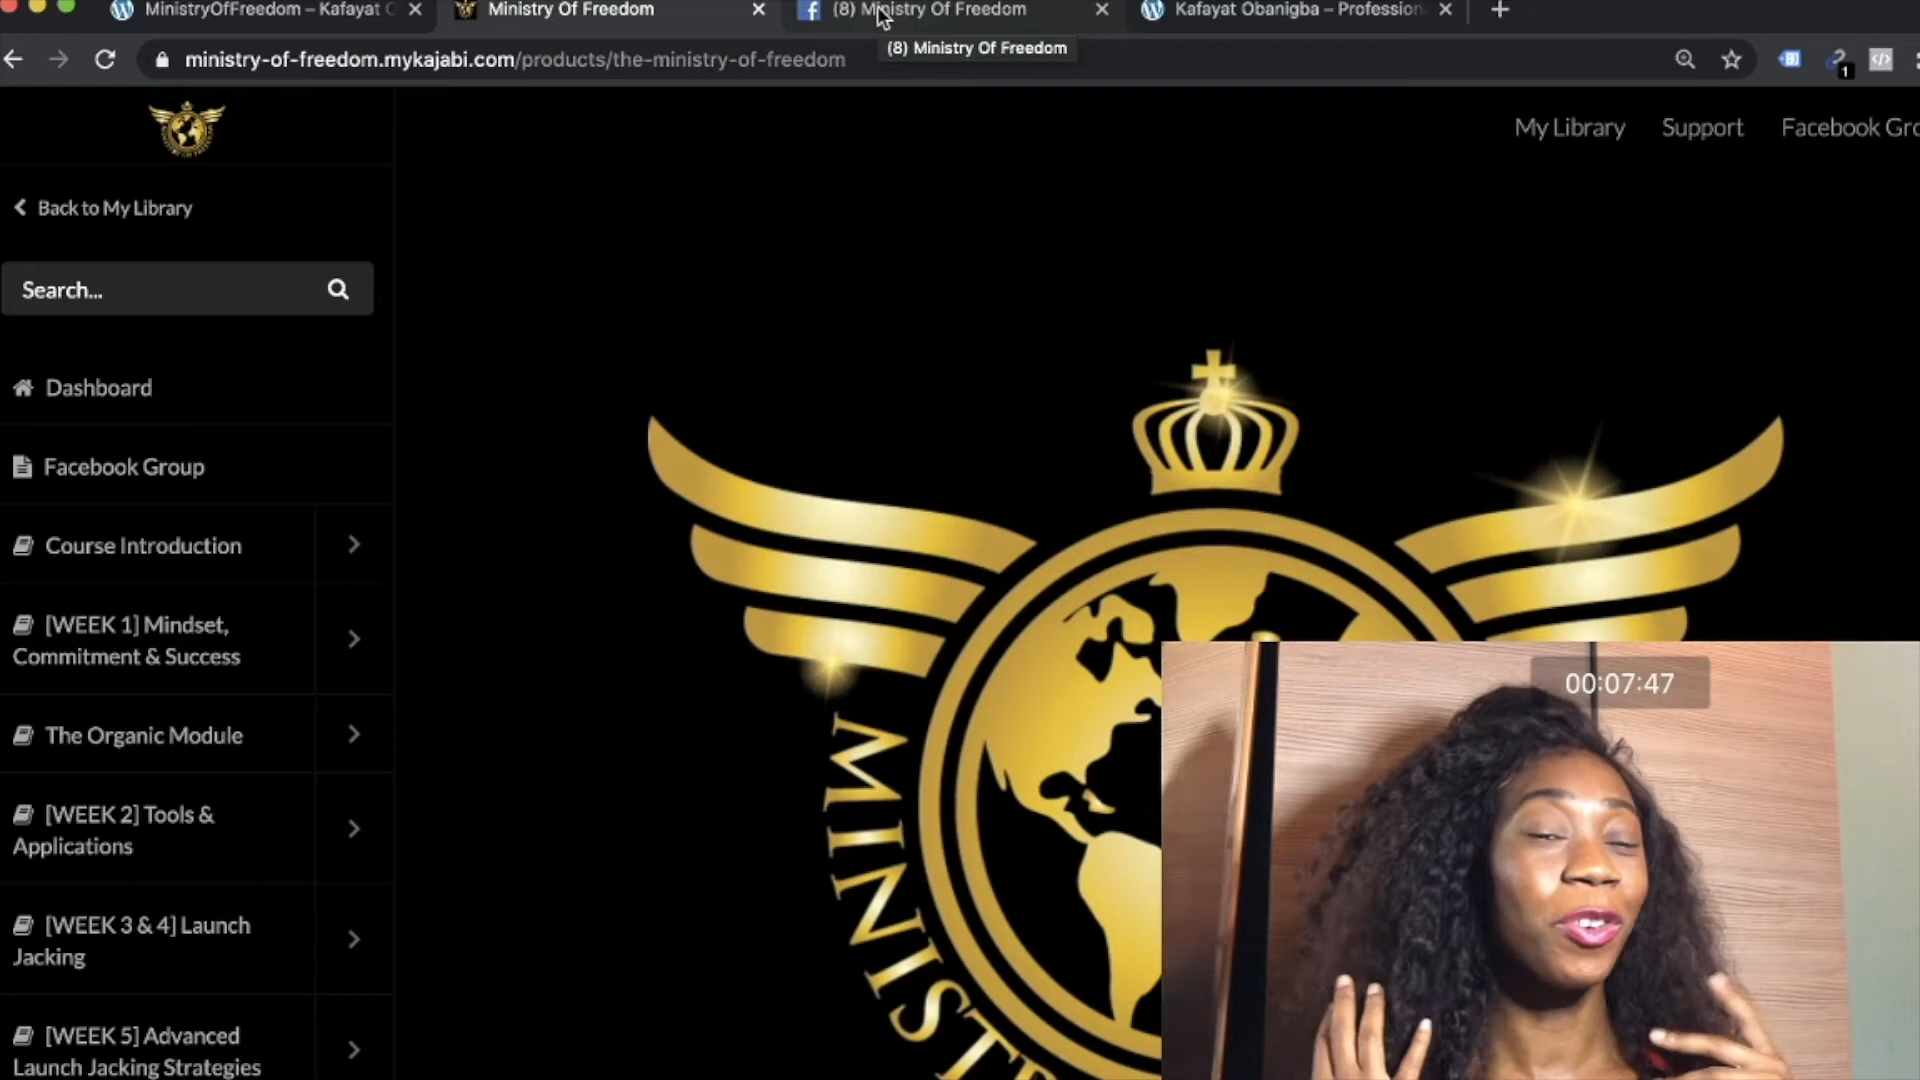 MinistryOfFreedom – Kafayat O
Ministry Of Freedom
(8) Ministry Of Freedom
Kafayat Obanigba – Profession
(8) Ministry Of Freedom
ministry-of-freedom.mykajabi.com/products/the-ministry-of-freedom
1
My Library
Support
Facebook Gro
Back to My Library
Search...
Dashboard
Facebook Group
Course Introduction
[WEEK 1] Mindset,
Commitment & Success
The Organic Module
[WEEK 2] Tools &
Applications
[WEEK 3 & 4] Launch
Jacking
[WEEK 5] Advanced
Launch Jacking Strategies
MINISTR
00:07:47